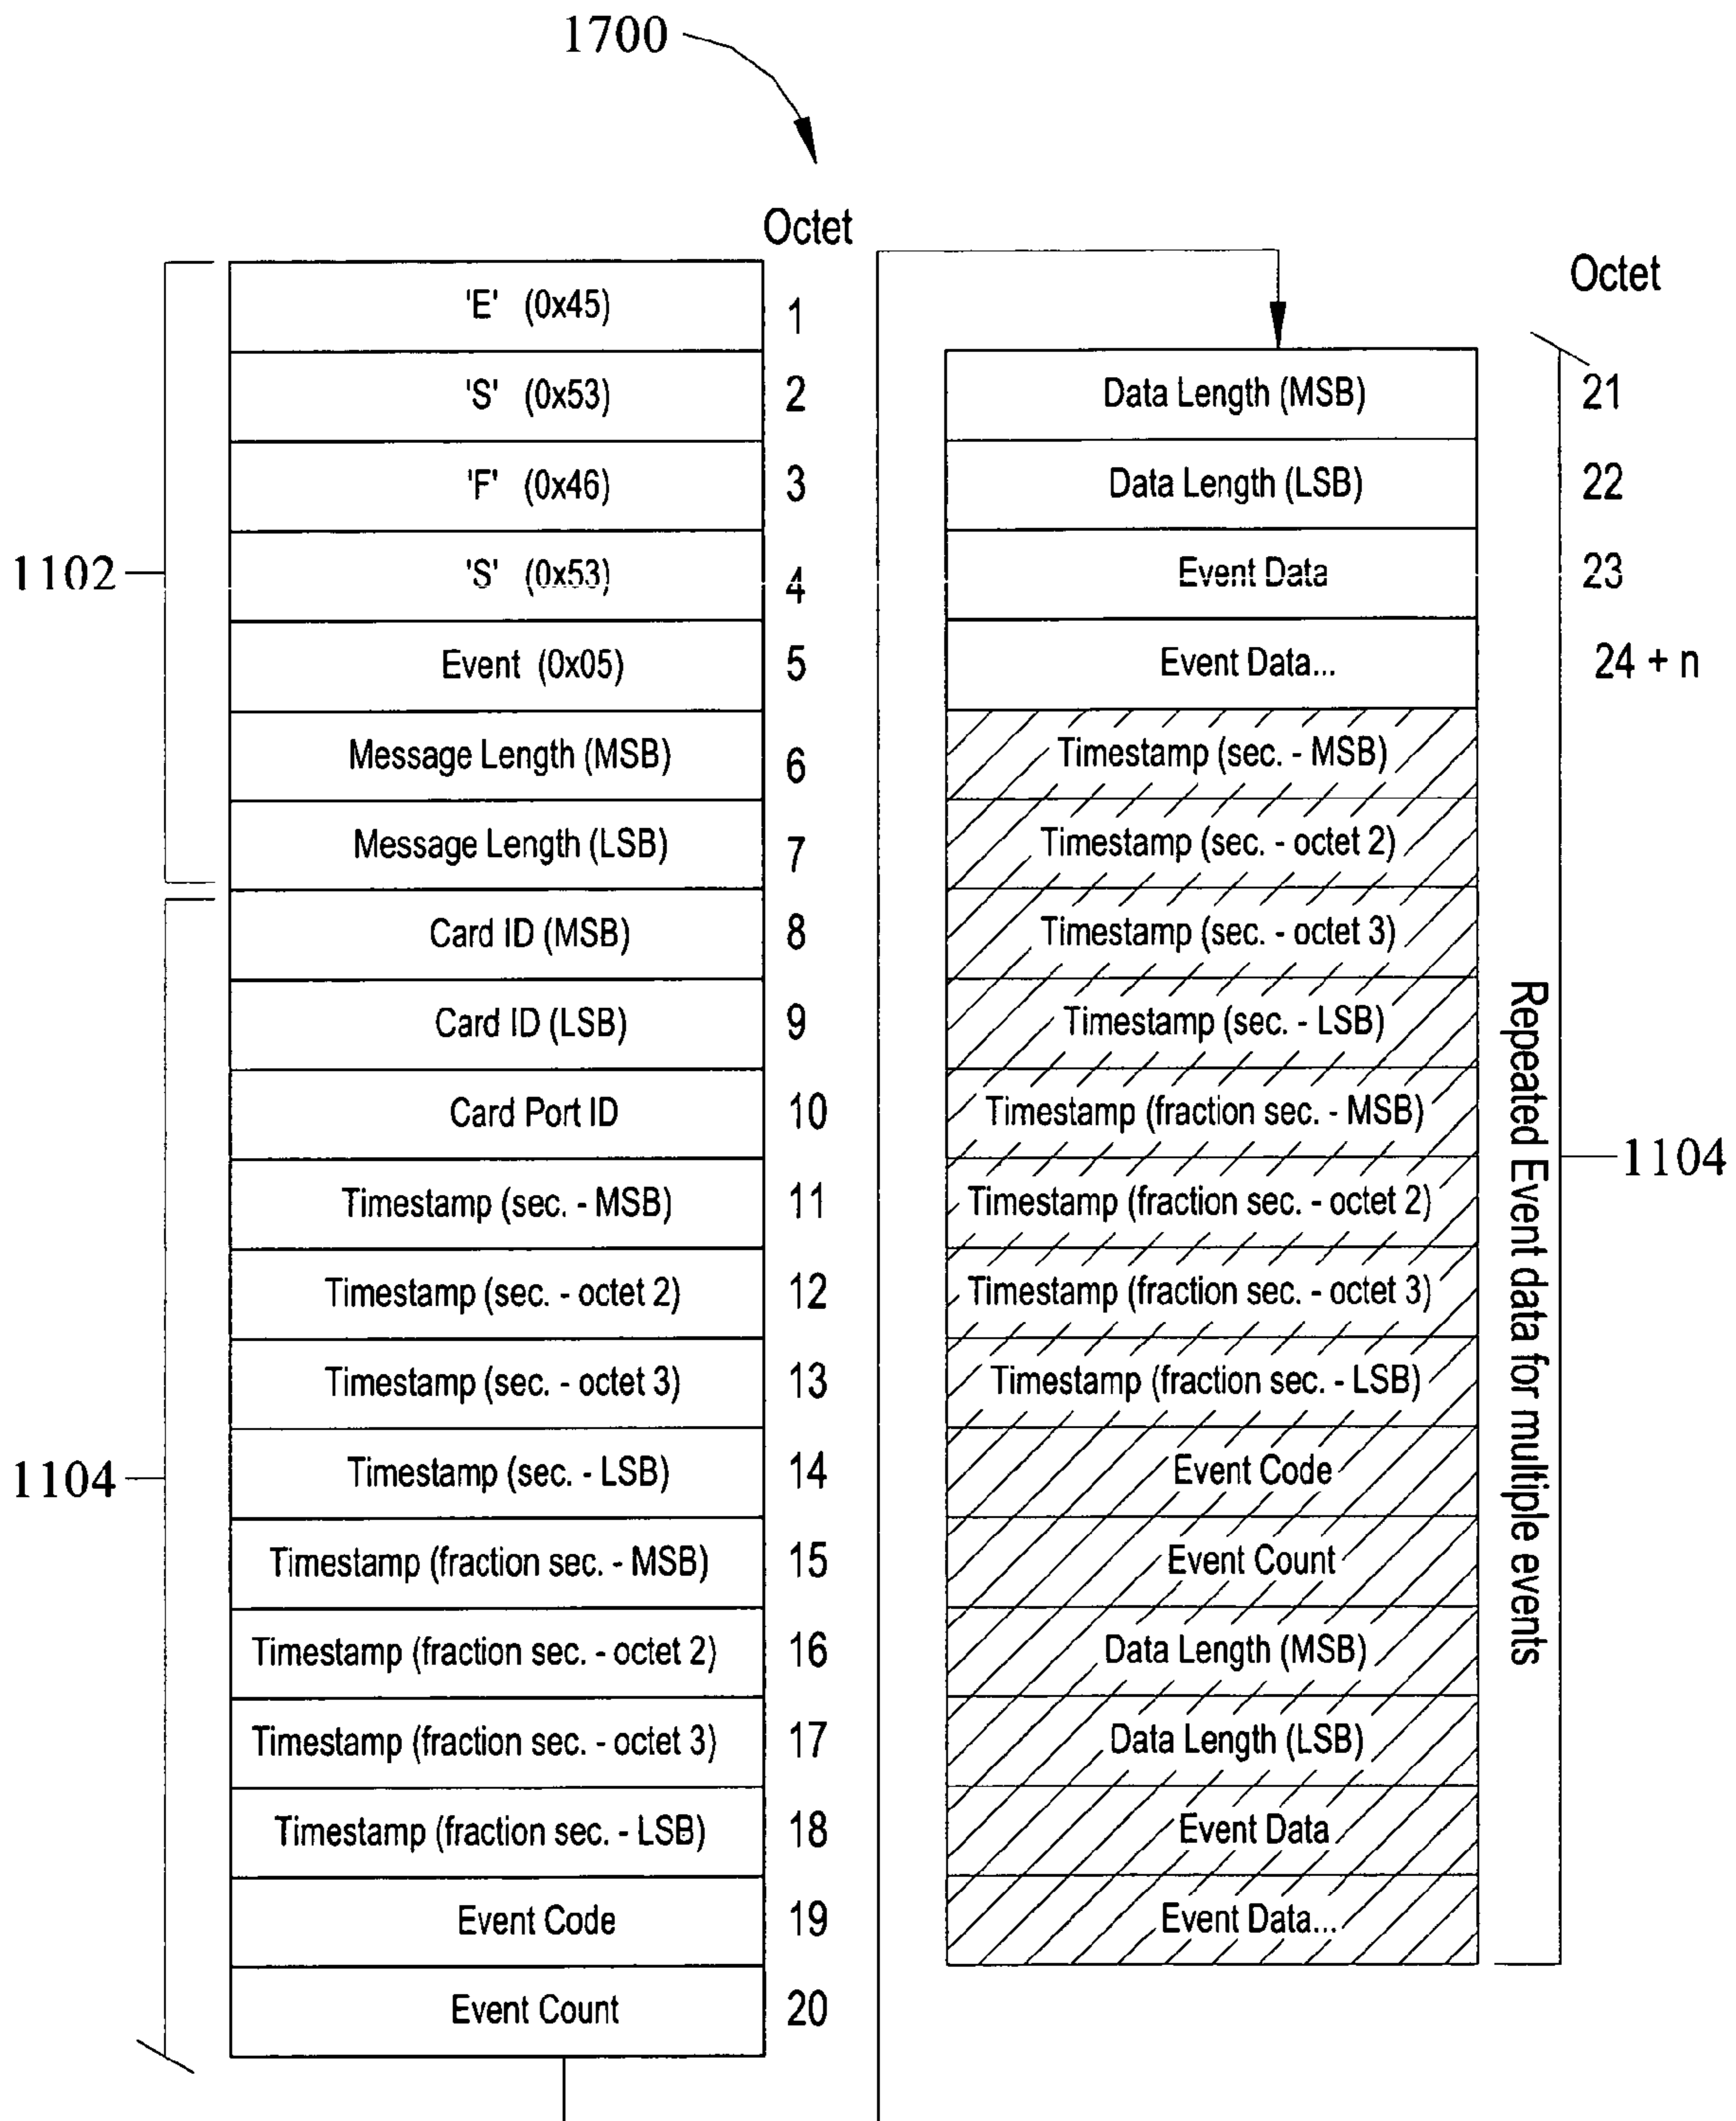 1700
Octet
'E' (0x45) 1
'S' (0x53) 2
'F' (0x46) 3
1102
'S' (0x53) 4
Event (0x05) 5
Message Length (MSB) 6
Message Length (LSB) 7
Card ID (MSB) 8
Card ID (LSB) 9
Card Port ID 10
Timestamp (sec. - MSB) 11
Timestamp (sec. - octet 2) 12
Timestamp (sec. - octet 3) 13
1104
Timestamp (sec. - LSB) 14
Timestamp (fraction sec. - MSB) 15
Timestamp (fraction sec. - octet 2) 16
Timestamp (fraction sec. - octet 3) 17
Timestamp (fraction sec. - LSB) 18
Event Code 19
Event Count 20
Octet
Data Length (MSB) 21
Data Length (LSB) 22
Event Data 23
Event Data... 24 + n
Timestamp (sec. - MSB)
Timestamp (sec. - octet 2)
Timestamp (sec. - octet 3)
Timestamp (sec. - LSB)
Timestamp (fraction sec. - MSB)
Timestamp (fraction sec. - octet 2)
Timestamp (fraction sec. - octet 3)
Timestamp (fraction sec. - LSB)
Event Code
Event Count
Data Length (MSB)
Data Length (LSB)
Event Data
Event Data...
Repeated Event data for multiple events
1104